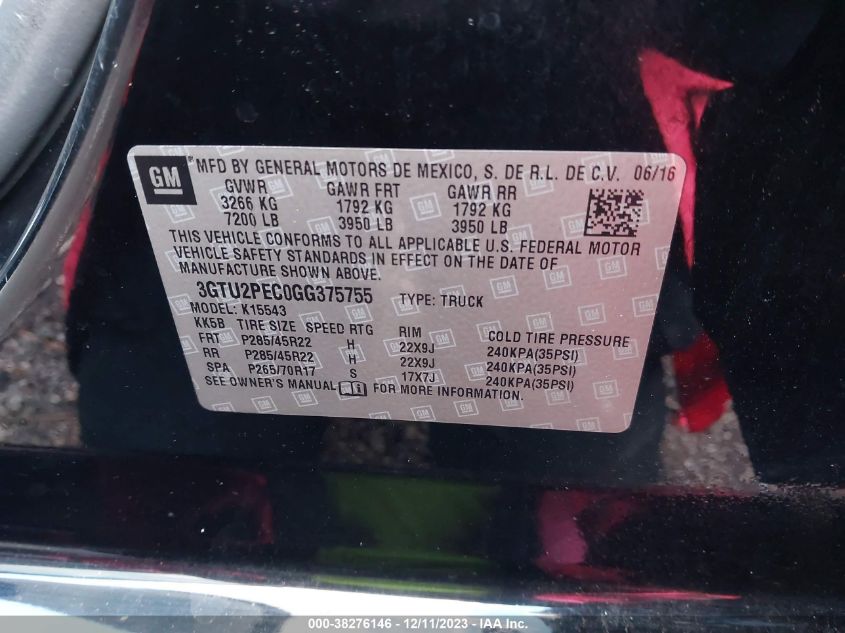 GM ® MFD BY GENERAL MOTORS DE MEXICO, S. DE R.L. DE C.V. 06/16
GVWR GAWR FRT GAWR RR
3266 KG 1792 KG 1792 KG
7200 LB 3950 LB 3950 LB
THIS VEHICLE CONFORMS TO ALL APPLICABLE U.S. FEDERAL MOTOR
VEHICLE SAFETY STANDARDS IN EFFECT ON THE DATE OF
MANUFACTURE SHOWN ABOVE.
3GTU2PEC0GG375755 TYPE: TRUCK
MODEL: K15543
KK5B TIRE SIZE SPEED RTG RIM COLD TIRE PRESSURE
FRT P285/45R22 H 22X9J 240KPA(35PSI)
RR P285/45R22 H 22X9J 240KPA(35PSI)
SPA P265/70R17 S 17X7J 240KPA(35PSI)
SEE OWNER'S MANUAL FOR MORE INFORMATION.
000-38276146 - 12/11/2023 - IAA, Inc.